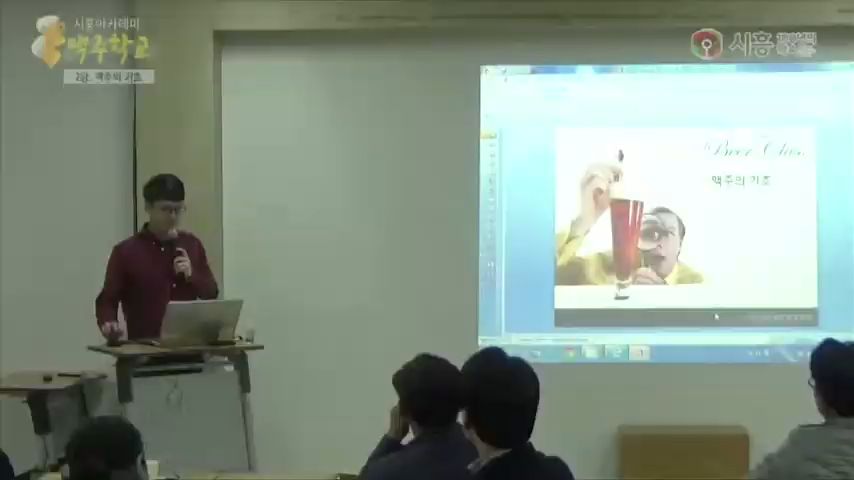 시흥아카데미
맥주학교
2강. 맥주의 기초
시흥
Beer Class
맥주의 기초